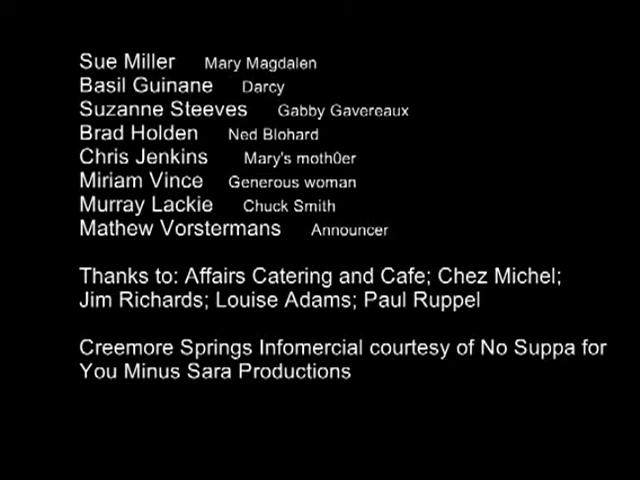 Sue Miller Mary Magdalen
Basil Guinane Darcy
Suzanne Steeves Gabby Gavereaux
Brad Holden Ned Blohard
Chris Jenkins Mary's moth0er
Miriam Vince Generous woman
Murray Lackie Chuck Smith
Mathew Vorstermans Announcer
Thanks to: Affairs Catering and Cafe; Chez Michel;
Jim Richards; Louise Adams; Paul Ruppel
Creemore Springs Infomercial courtesy of No Suppa for
You Minus Sara Productions